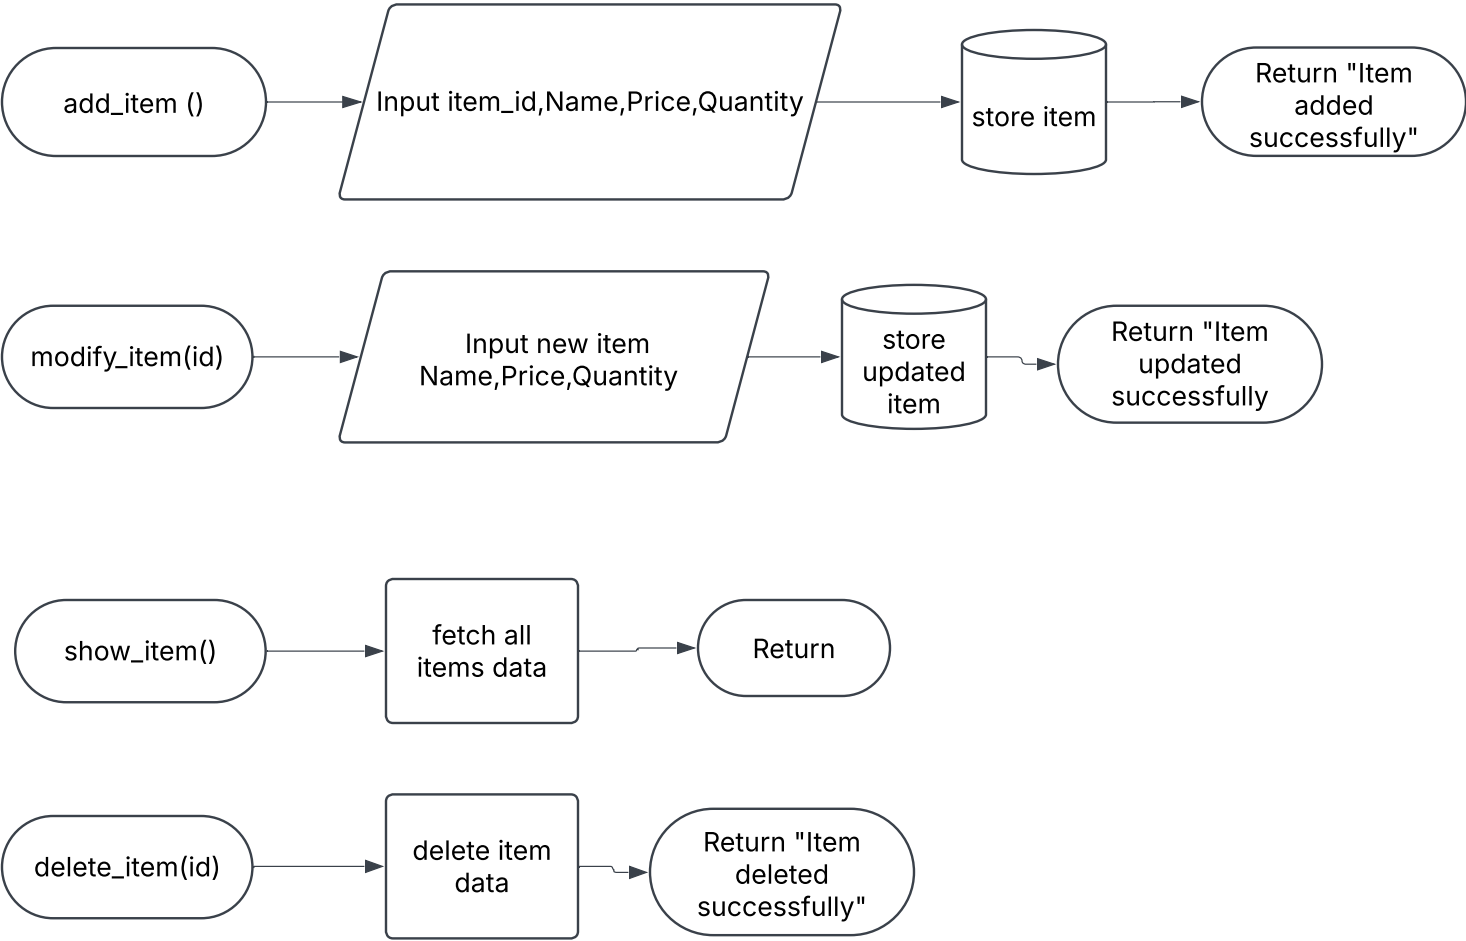 add_item ()
Input item_id,Name,Price,Quantity
store item
Return "Item
added
successfully"
modify_item(id)
Input new item
Name,Price,Quantity
store
updated
item
Return "Item
updated
successfully
show_item()
fetch all
items data
Return
delete_item(id)
delete item
data
Return "Item
deleted
successfully"